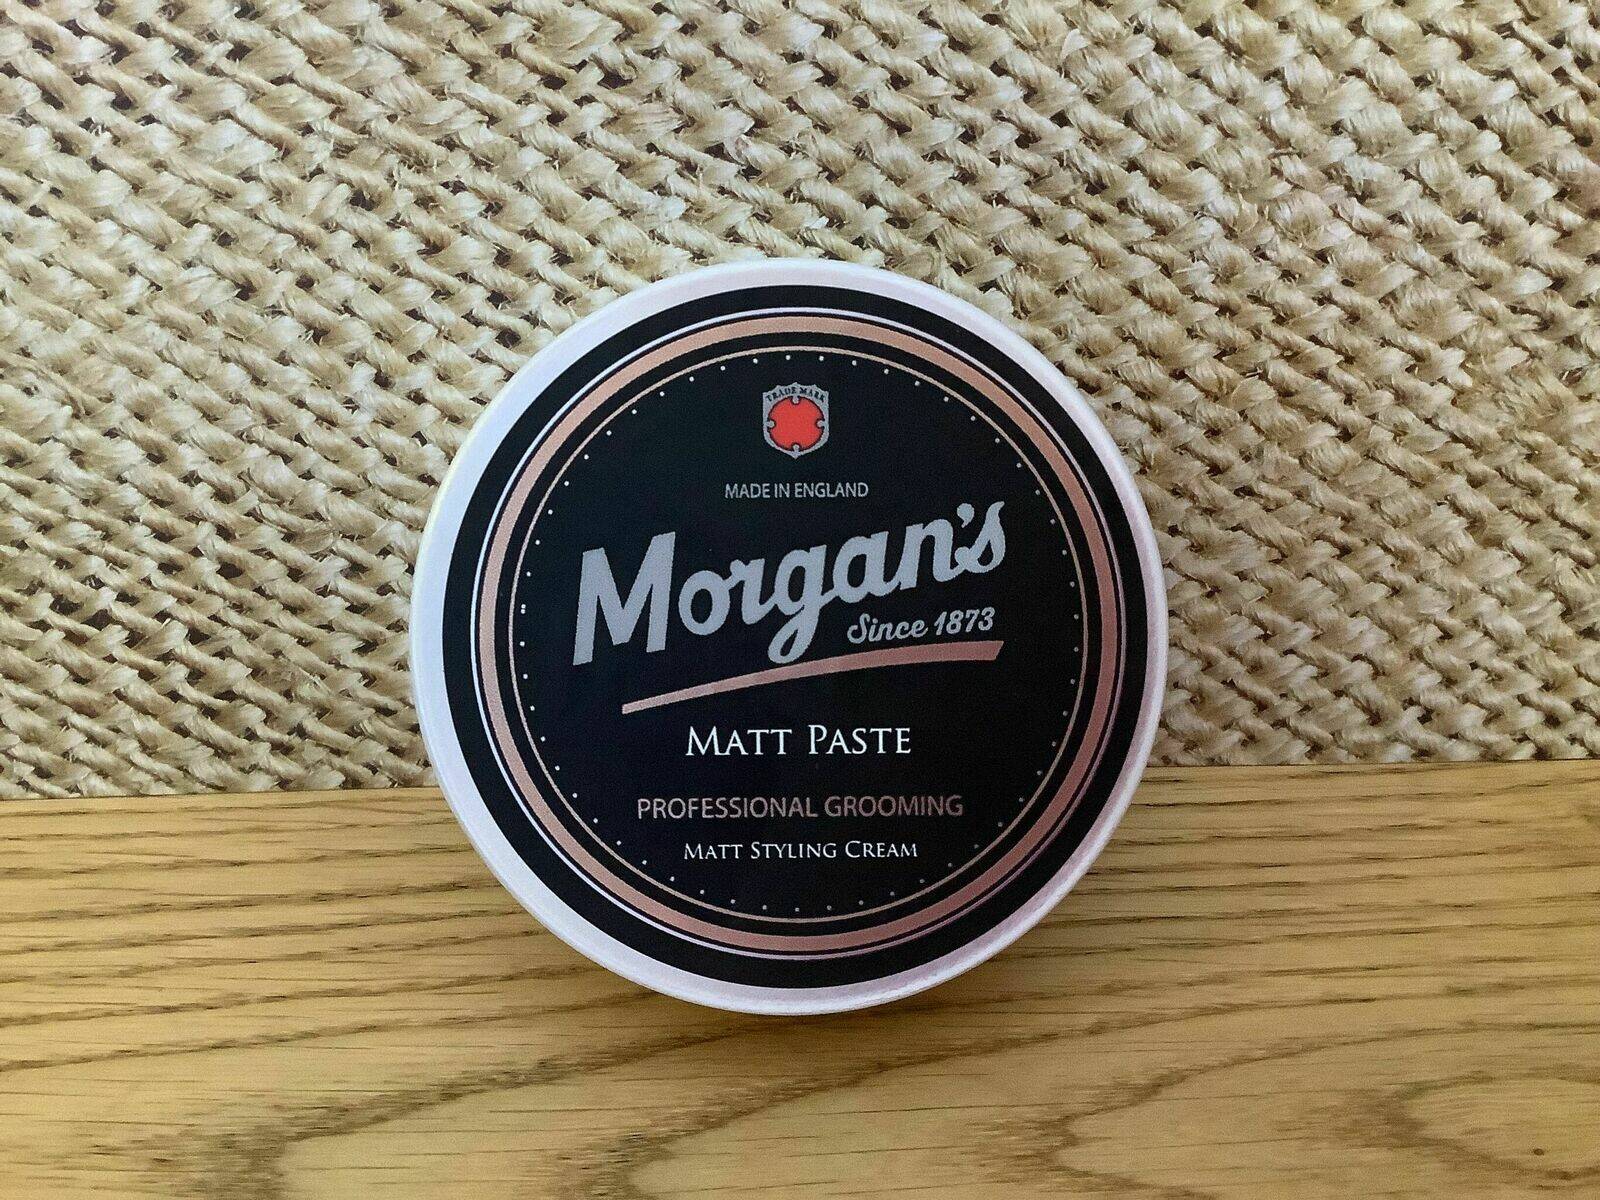 TRADE MARK
MADE IN ENGLAND
Morgan's
Since 1873
MATT PASTE
PROFESSIONAL GROOMING
MATT STYLING CREAM